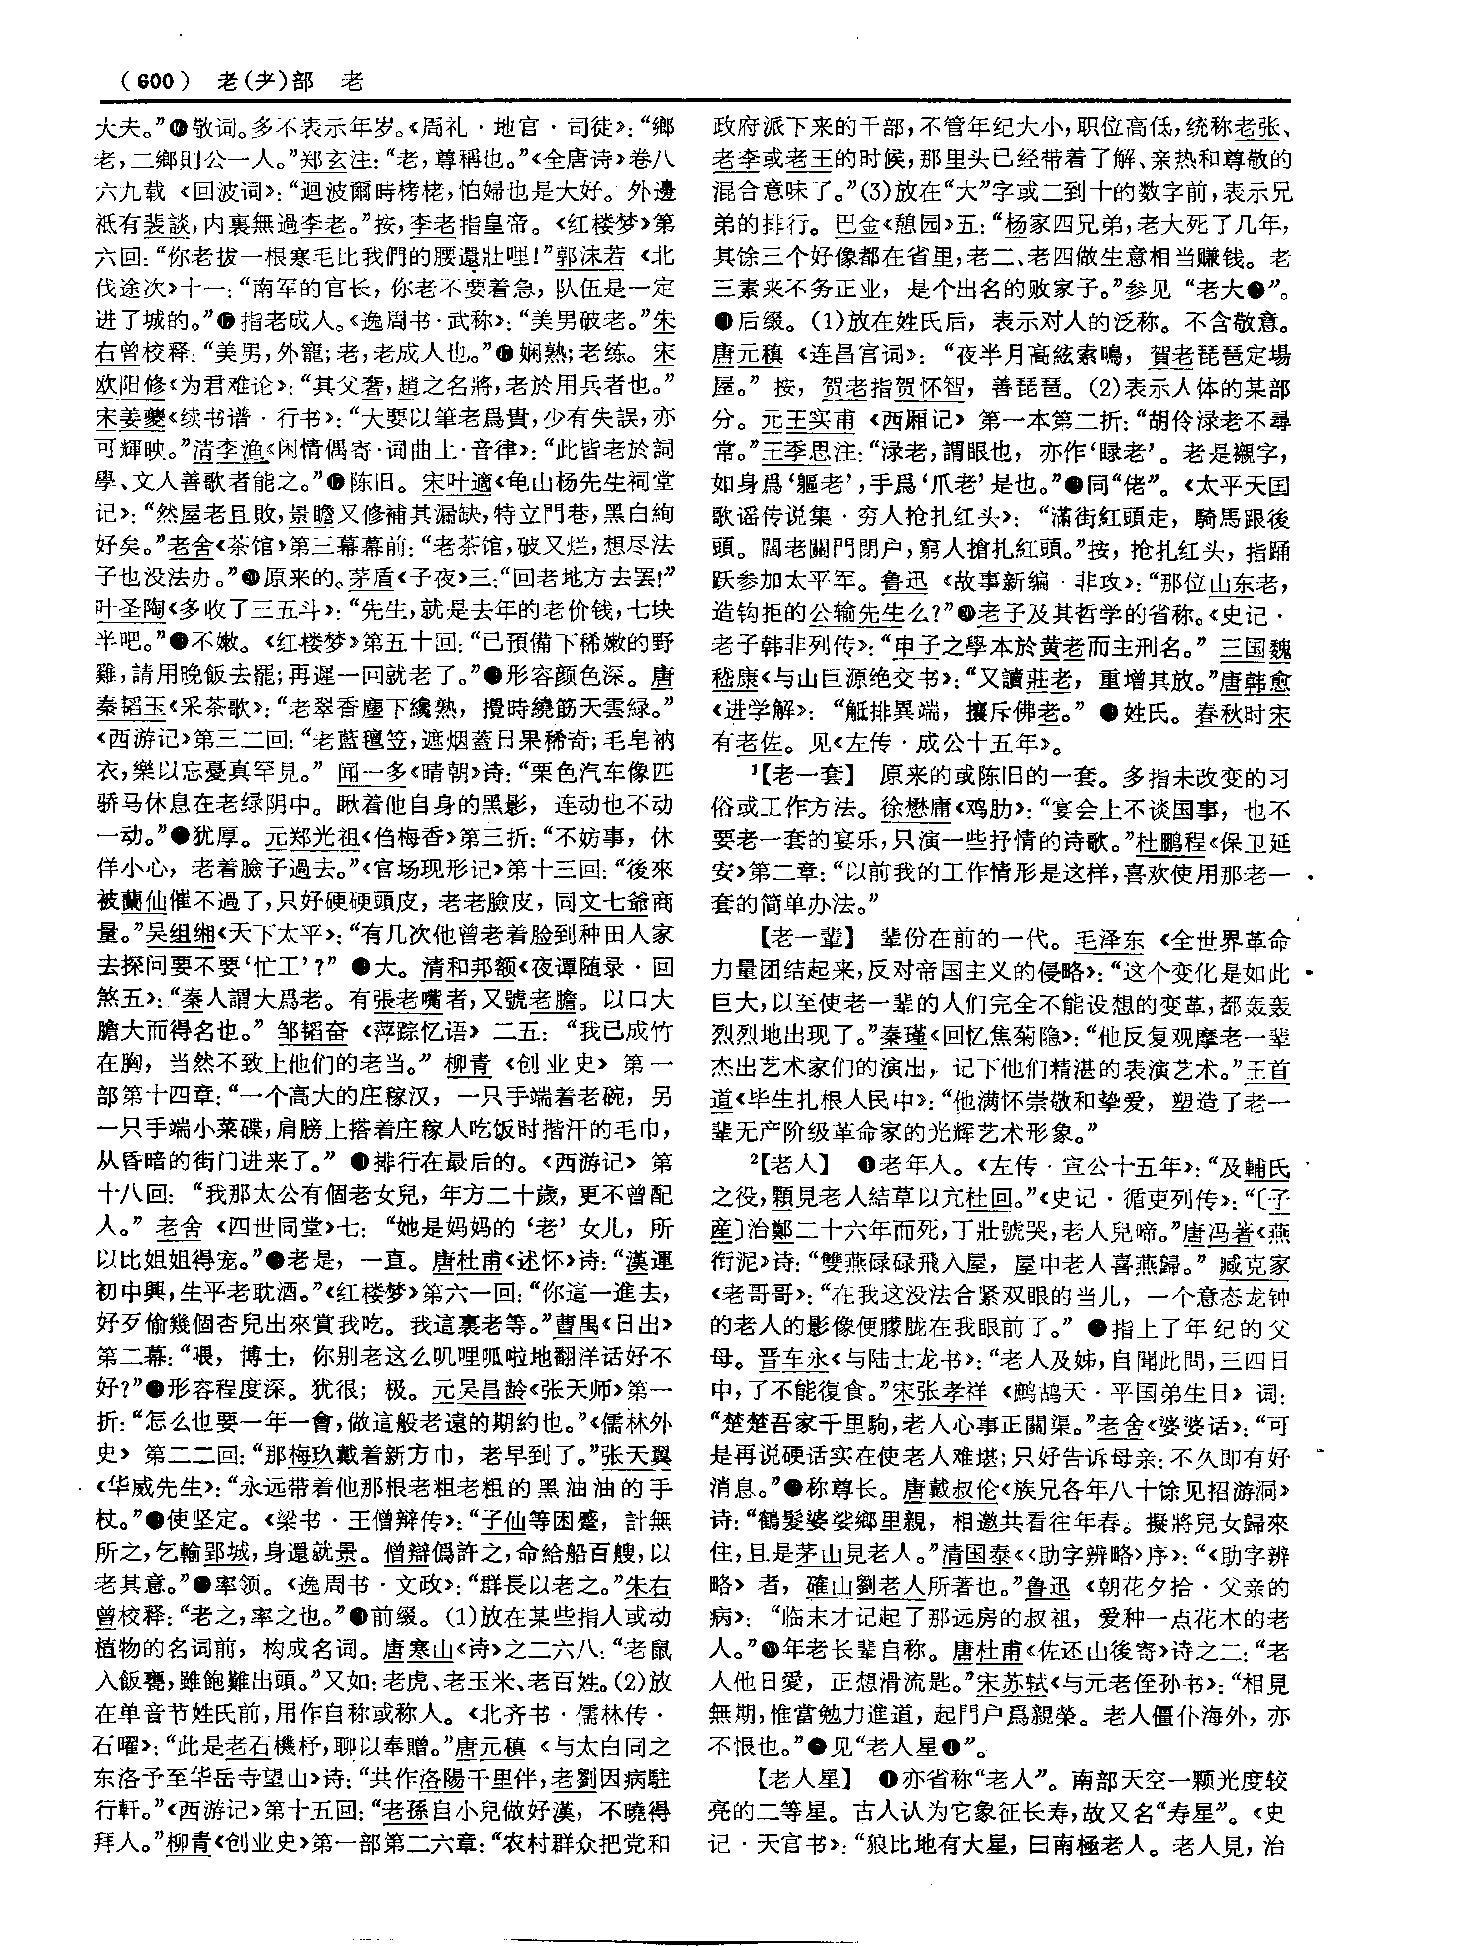 (600) 老(耂)部 老
大夫。”⓮敬词。多不表示年岁。《周礼·地官·司徒》：“鄉
老，二鄉則公一人。”郑玄注：“老，尊稱也。”《全唐诗》卷八
六九载《回波词》：“迴波爾時栲栳，怕婦也是大好。外邊
祇有裴談，内裏無過李老。”按，李老指皇帝。《红楼梦》第
六回：“你老拔一根寒毛比我們的腰還壯哩！”郭沫若《北
伐途次》十一：“南军的官长，你老不要着急，队伍是一定
进了城的。”⓯指老成人。《逸周书·武称》：“美男破老。”朱
右曾校释：“美男，外寵；老，老成人也。”⓰娴熟；老练。宋
欧阳修《为君难论》：“其父奢，趙之名將，老於用兵者也。”
宋姜夔《续书谱·行书》：“大要以筆老爲貴，少有失誤，亦
可輝映。”清李渔《闲情偶寄·词曲上·音律》：“此皆老於詞
學、文人善歌者能之。”⓱陈旧。宋叶適《龟山杨先生祠堂
记》：“然屋老且敗，景瞻又修補其漏缺，特立門巷，黑白絢
好矣。”老舍《茶馆》第三幕幕前：“老茶馆，破又烂，想尽法
子也没法办。”原来的。茅盾《子夜》三：“回老地方去罢！”
叶圣陶《多收了三五斗》：“先生，就是去年的老价钱，七块
半吧。”●不嫩。《红楼梦》第五十回：“已預備下稀嫩的野
雞，請用晚飯去罷；再遲一回就老了。”●形容颜色深。唐
秦韬玉《采茶歌》：“老翠香塵下纔熟，攪時繞筯天雲緑。”
《西游记》第三二回：“老藍氊笠，遮烟蓋日果稀奇；毛皂衲
衣，樂以忘憂真罕見。”闻一多《晴朝》诗：“栗色汽车像匹
骄马休息在老绿阴中。瞅着他自身的黑影，连动也不动
一动。”●犹厚。元郑光祖《㑇梅香》第三折：“不妨事，休
佯小心，老着臉子過去。”《官场现形记》第十三回：“後來
被蘭仙催不過了，只好硬硬頭皮，老老臉皮，同文七爺商
量。”吴组缃《天下太平》：“有几次他曾老着脸到种田人家
去探问要不要‘忙工’？”●大。清和邦额《夜谭随录·回
煞五》：“秦人謂大爲老。有張老嘴者，又號老膽。以口大
膽大而得名也。”邹韬奋《萍踪忆语》二五：“我已成竹
在胸，当然不致上他们的老当。”柳青《创业史》第一
部第十四章：“一个高大的庄稼汉，一只手端着老碗，另
一只手端小菜碟，肩膀上搭着庄稼人吃饭时揩汗的毛巾，
从昏暗的街门进来了。”●排行在最后的。《西游记》第
十八回：“我那太公有個老女兒，年方二十歲，更不曾配
人。”老舍《四世同堂》七：“她是妈妈的‘老’女儿，所
以比姐姐得宠。”●老是，一直。唐杜甫《述怀》诗：“漢運
初中興，生平老耽酒。”《红楼梦》第六一回：“你這一進去，
好歹偷幾個杏兒出來賞我吃。我這裏老等。”曹禺《日出》
第二幕：“喂，博士，你别老这么叽哩呱啦地翻洋话好不
好？”●形容程度深。犹很；极。元吴昌龄《张天师》第一
折：“怎么也要一年一會，做這般老遠的期約也。”《儒林外
史》第二二回：“那梅玖戴着新方巾，老早到了。”张天翼
《华威先生》：“永远带着他那根老粗老粗的黑油油的手
杖。”●使坚定。《梁书·王僧辩传》：“子仙等困蹙，計無
所之，乞輸郢城，身還就景。僧辯僞許之，命給船百艘，以
老其意。”●率领。《逸周书·文政》：“群長以老之。”朱右
曾校释：“老之，率之也。”●前缀。(1)放在某些指人或动
植物的名词前，构成名词。唐寒山《诗》之二六八：“老鼠
入飯甕，雖飽難出頭。”又如：老虎、老玉米、老百姓。(2)放
在单音节姓氏前，用作自称或称人。《北齐书·儒林传·
石曜》：“此是老石機杼，聊以奉贈。”唐元稹《与太白同之
东洛予至华岳寺望山》诗：“共作洛陽千里伴，老劉因病駐
行軒。”《西游记》第十五回：“老孫自小兒做好漢，不曉得
拜人。”柳青《创业史》第一部第二六章：“农村群众把党和
政府派下来的干部，不管年纪大小，职位高低，统称老张、
老李或老王的时候，那里头已经带着了解、亲热和尊敬的
混合意味了。”(3)放在“大”字或二到十的数字前，表示兄
弟的排行。巴金《憩园》五：“杨家四兄弟，老大死了几年，
其馀三个好像都在省里，老二、老四做生意相当赚钱。老
三素来不务正业，是个出名的败家子。”参见“老大●”。
●后缀。(1)放在姓氏后，表示对人的泛称。不含敬意。
唐元稹《连昌宫词》：“夜半月高絃索鳴，賀老琵琶定場
屋。”按，贺老指贺怀智，善琵琶。(2)表示人体的某部
分。元王实甫《西厢记》第一本第二折：“胡伶渌老不尋
常。”王季思注：“渌老，謂眼也，亦作‘睩老’。老是襯字，
如身爲‘軀老’，手爲‘爪老’是也。”●同“佬”。《太平天国
歌谣传说集·穷人抢扎红头》：“滿街紅頭走，騎馬跟後
頭。闊老關門閉户，窮人搶扎紅頭。”按，抢扎红头，指踊
跃参加太平军。鲁迅《故事新编·非攻》：“那位山东老，
造钩拒的公输先生么？”●老子及其哲学的省称。《史记·
老子韩非列传》：“申子之學本於黄老而主刑名。”三国魏
嵇康《与山巨源绝交书》：“又讀莊老，重增其放。”唐韩愈
《进学解》：“觝排異端，攘斥佛老。”●姓氏。春秋时宋
有老佐。见《左传·成公十五年》。
¹【老一套】 原来的或陈旧的一套。多指未改变的习
俗或工作方法。徐懋庸《鸡肋》：“宴会上不谈国事，也不
要老一套的宴乐，只演一些抒情的诗歌。”杜鹏程《保卫延
安》第二章：“以前我的工作情形是这样，喜欢使用那老一
套的简单办法。”
【老一辈】 辈份在前的一代。毛泽东《全世界革命
力量团结起来，反对帝国主义的侵略》：“这个变化是如此
巨大，以至使老一辈的人们完全不能设想的变革，都轰轰
烈烈地出现了。”秦瑾《回忆焦菊隐》：“他反复观摩老一辈
杰出艺术家们的演出，记下他们精湛的表演艺术。”王首
道《毕生扎根人民中》：“他满怀崇敬和挚爱，塑造了老一
辈无产阶级革命家的光辉艺术形象。”
²【老人】 ❶老年人。《左传·宣公十五年》：“及輔氏
之役，顆見老人結草以亢杜回。”《史记·循吏列传》：“〔子
産〕治鄭二十六年而死，丁壯號哭，老人兒啼。”唐冯著《燕
衔泥》诗：“雙燕碌碌飛入屋，屋中老人喜燕歸。”臧克家
《老哥哥》：“在我这没法合紧双眼的当儿，一个意态龙钟
的老人的影像便朦胧在我眼前了。”●指上了年纪的父
母。晋车永《与陆士龙书》：“老人及姊，自聞此問，三四日
中，了不能復食。”宋张孝祥《鹧鸪天·平国弟生日》词：
“楚楚吾家千里駒，老人心事正關渠。”老舍《婆婆话》：“可
是再说硬话实在使老人难堪；只好告诉母亲：不久即有好
消息。”●称尊长。唐戴叔伦《族兄各年八十馀见招游洞》
诗：“鶴髮婆娑鄉里親，相邀共看往年春。擬將兒女歸來
住，且是茅山見老人。”清国泰《〈助字辨略〉序》：“《助字辨
略》者，確山劉老人所著也。”鲁迅《朝花夕拾·父亲的
病》：“临末才记起了那远房的叔祖，爱种一点花木的老
人。”●年老长辈自称。唐杜甫《佐还山後寄》诗之二：“老
人他日愛，正想滑流匙。”宋苏轼《与元老侄孙书》：“相見
無期，惟當勉力進道，起門户爲親榮。老人僵仆海外，亦
不恨也。”●见“老人星❶”。
【老人星】 ❶亦省称“老人”。南部天空一颗光度较
亮的二等星。古人认为它象征长寿，故又名“寿星”。《史
记·天官书》：“狼比地有大星，曰南極老人。老人見，治